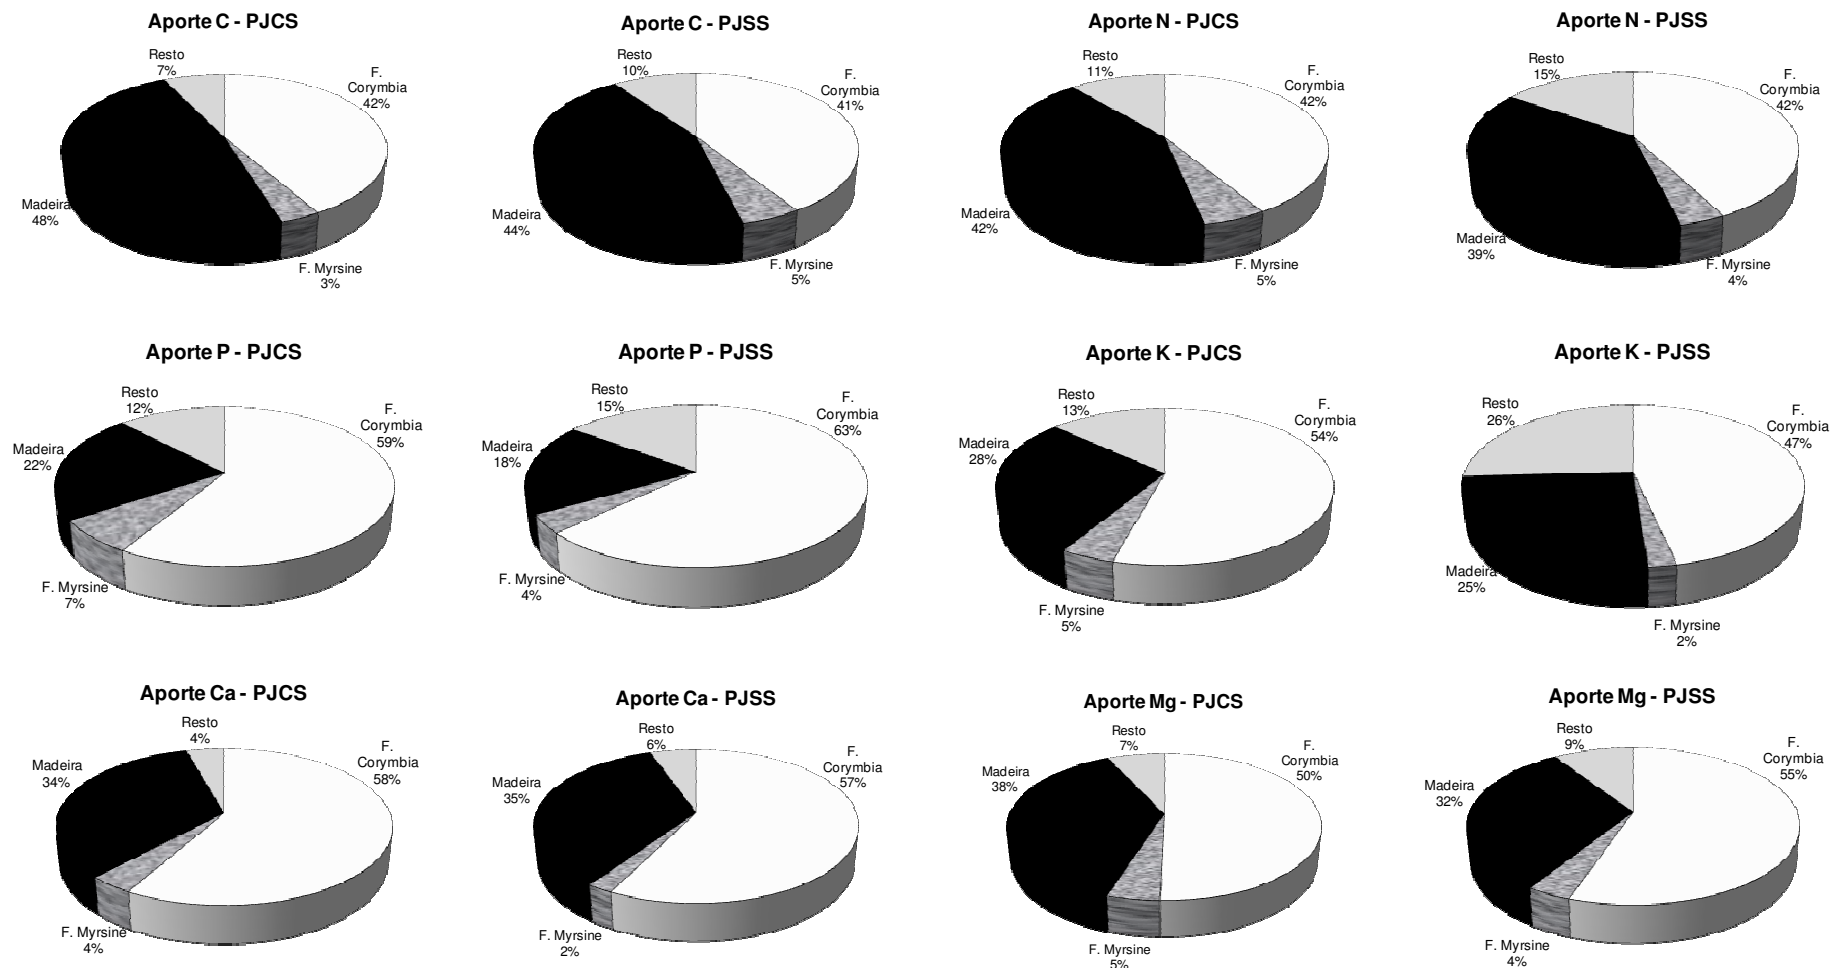 Aporte C - PJCS
Resto
7%
F.
Corymbia
42%
Madeira
48%
F. Myrsine
3%
Aporte C - PJSS
Resto
10%
F.
Corymbia
41%
Madeira
44%
F. Myrsine
5%
Aporte N - PJCS
Resto
11%
F.
Corymbia
42%
Madeira
42%
F. Myrsine
5%
Aporte N - PJSS
Resto
15%
F.
Corymbia
42%
Madeira
39%
F. Myrsine
4%
Aporte P - PJCS
Resto
12%
F.
Corymbia
59%
Madeira
22%
F. Myrsine
7%
Aporte P - PJSS
Resto
15%
F.
Corymbia
63%
Madeira
18%
F. Myrsine
4%
Aporte K - PJCS
Resto
13%
F.
Corymbia
54%
Madeira
28%
F. Myrsine
5%
Aporte K - PJSS
Resto
26%
F.
Corymbia
47%
Madeira
25%
F. Myrsine
2%
Aporte Ca - PJCS
Resto
4%
F.
Corymbia
58%
Madeira
34%
F. Myrsine
4%
Aporte Ca - PJSS
Resto
6%
F.
Corymbia
57%
Madeira
35%
F. Myrsine
2%
Aporte Mg - PJCS
Resto
7%
F.
Corymbia
50%
Madeira
38%
F. Myrsine
5%
Aporte Mg - PJSS
Resto
9%
F.
Corymbia
55%
Madeira
32%
F. Myrsine
4%